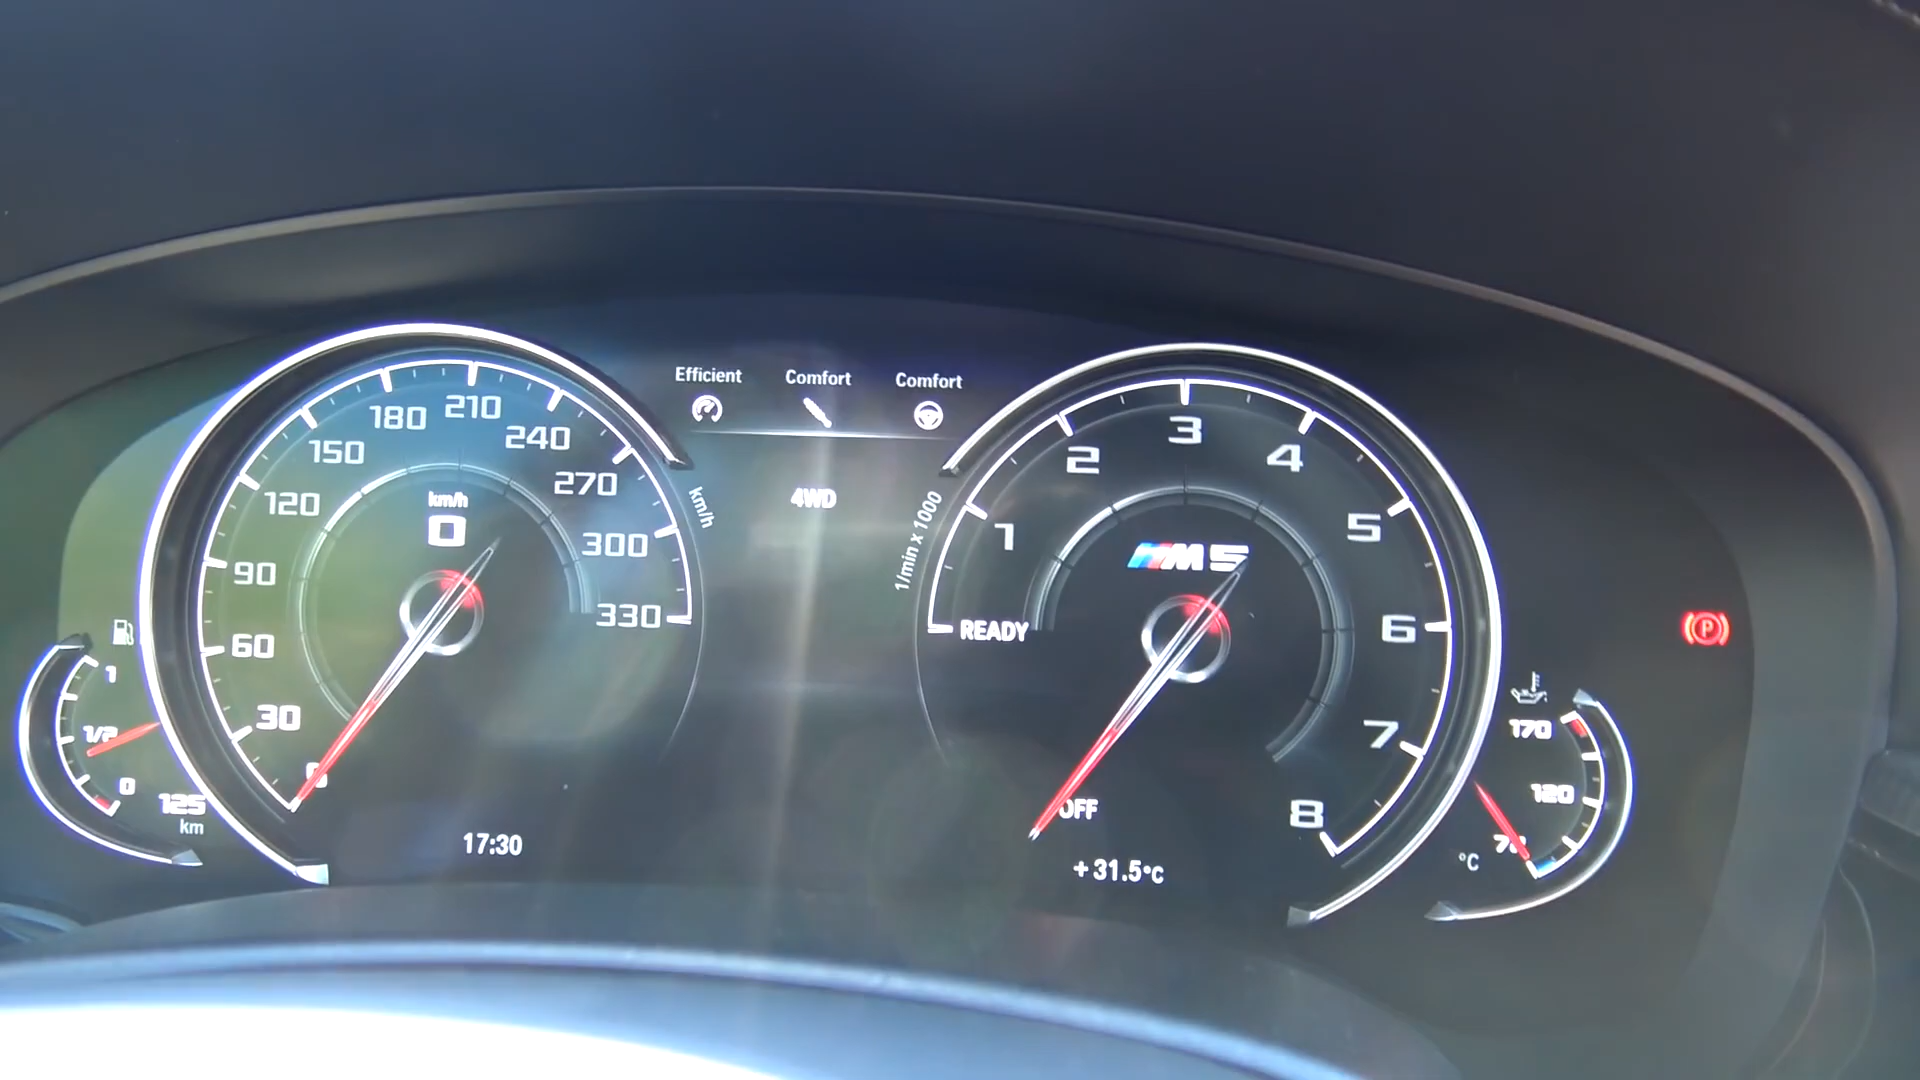 Efficient Comfort Comfort
4WD
km/h
0
0
30
60
90
120
150
180
210
240
270
300
330
km/h
17:30
1
1/2
0
125
km
1/min x 1000
OFF
READY
1
2
3
4
5
6
7
8
M5
+31.5°C
P
170
120
°C